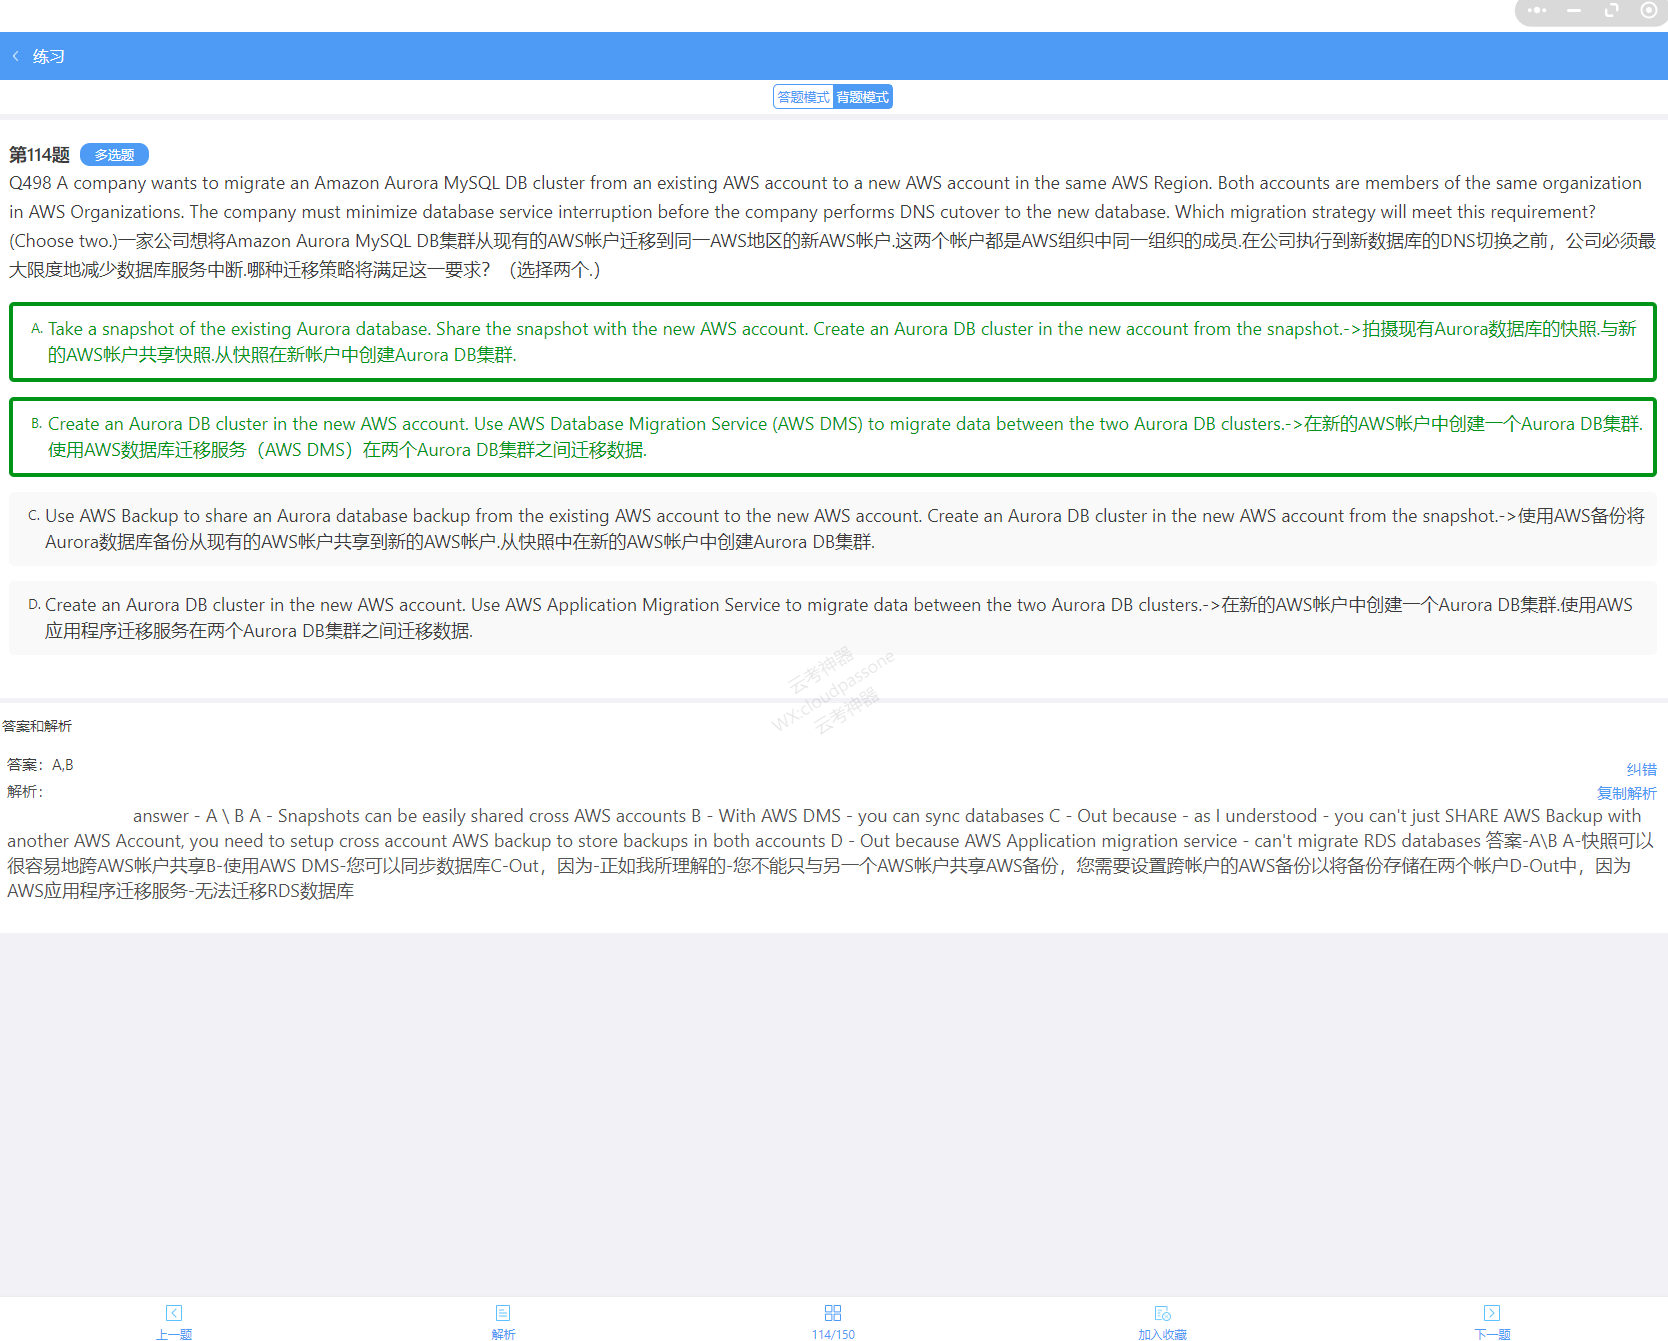 练习
答题模式 背题模式
第114题 多选题
Q498 A company wants to migrate an Amazon Aurora MySQL DB cluster from an existing AWS account to a new AWS account in the same AWS Region. Both accounts are members of the same organization
in AWS Organizations. The company must minimize database service interruption before the company performs DNS cutover to the new database. Which migration strategy will meet this requirement?
(Choose two.)一家公司想将Amazon Aurora MySQL DB集群从现有的AWS帐户迁移到同一AWS地区的新AWS帐户.这两个帐户都是AWS组织中同一组织的成员.在公司执行到新数据库的DNS切换之前，公司必须最
大限度地减少数据库服务中断.哪种迁移策略将满足这一要求？（选择两个.）
A. Take a snapshot of the existing Aurora database. Share the snapshot with the new AWS account. Create an Aurora DB cluster in the new account from the snapshot.->拍摄现有Aurora数据库的快照.与新
的AWS帐户共享快照.从快照在新帐户中创建Aurora DB集群.
B. Create an Aurora DB cluster in the new AWS account. Use AWS Database Migration Service (AWS DMS) to migrate data between the two Aurora DB clusters.->在新的AWS帐户中创建一个Aurora DB集群.
使用AWS数据库迁移服务（AWS DMS）在两个Aurora DB集群之间迁移数据.
C. Use AWS Backup to share an Aurora database backup from the existing AWS account to the new AWS account. Create an Aurora DB cluster in the new AWS account from the snapshot.->使用AWS备份将
Aurora数据库备份从现有的AWS帐户共享到新的AWS帐户.从快照中在新的AWS帐户中创建Aurora DB集群.
D. Create an Aurora DB cluster in the new AWS account. Use AWS Application Migration Service to migrate data between the two Aurora DB clusters.->在新的AWS帐户中创建一个Aurora DB集群.使用AWS
应用程序迁移服务在两个Aurora DB集群之间迁移数据.
云考神器
WX:cloudpassone
云考神器
答案和解析
答案：A,B
纠错
解析：
复制解析
answer - A \ B A - Snapshots can be easily shared cross AWS accounts B - With AWS DMS - you can sync databases C - Out because - as I understood - you can't just SHARE AWS Backup with
another AWS Account, you need to setup cross account AWS backup to store backups in both accounts D - Out because AWS Application migration service - can't migrate RDS databases 答案-A\B A-快照可以
很容易地跨AWS帐户共享B-使用AWS DMS-您可以同步数据库C-Out，因为-正如我所理解的-您不能只与另一个AWS帐户共享AWS备份，您需要设置跨帐户的AWS备份以将备份存储在两个帐户D-Out中，因为
AWS应用程序迁移服务-无法迁移RDS数据库
上一题 解析 114/150 加入收藏 下一题